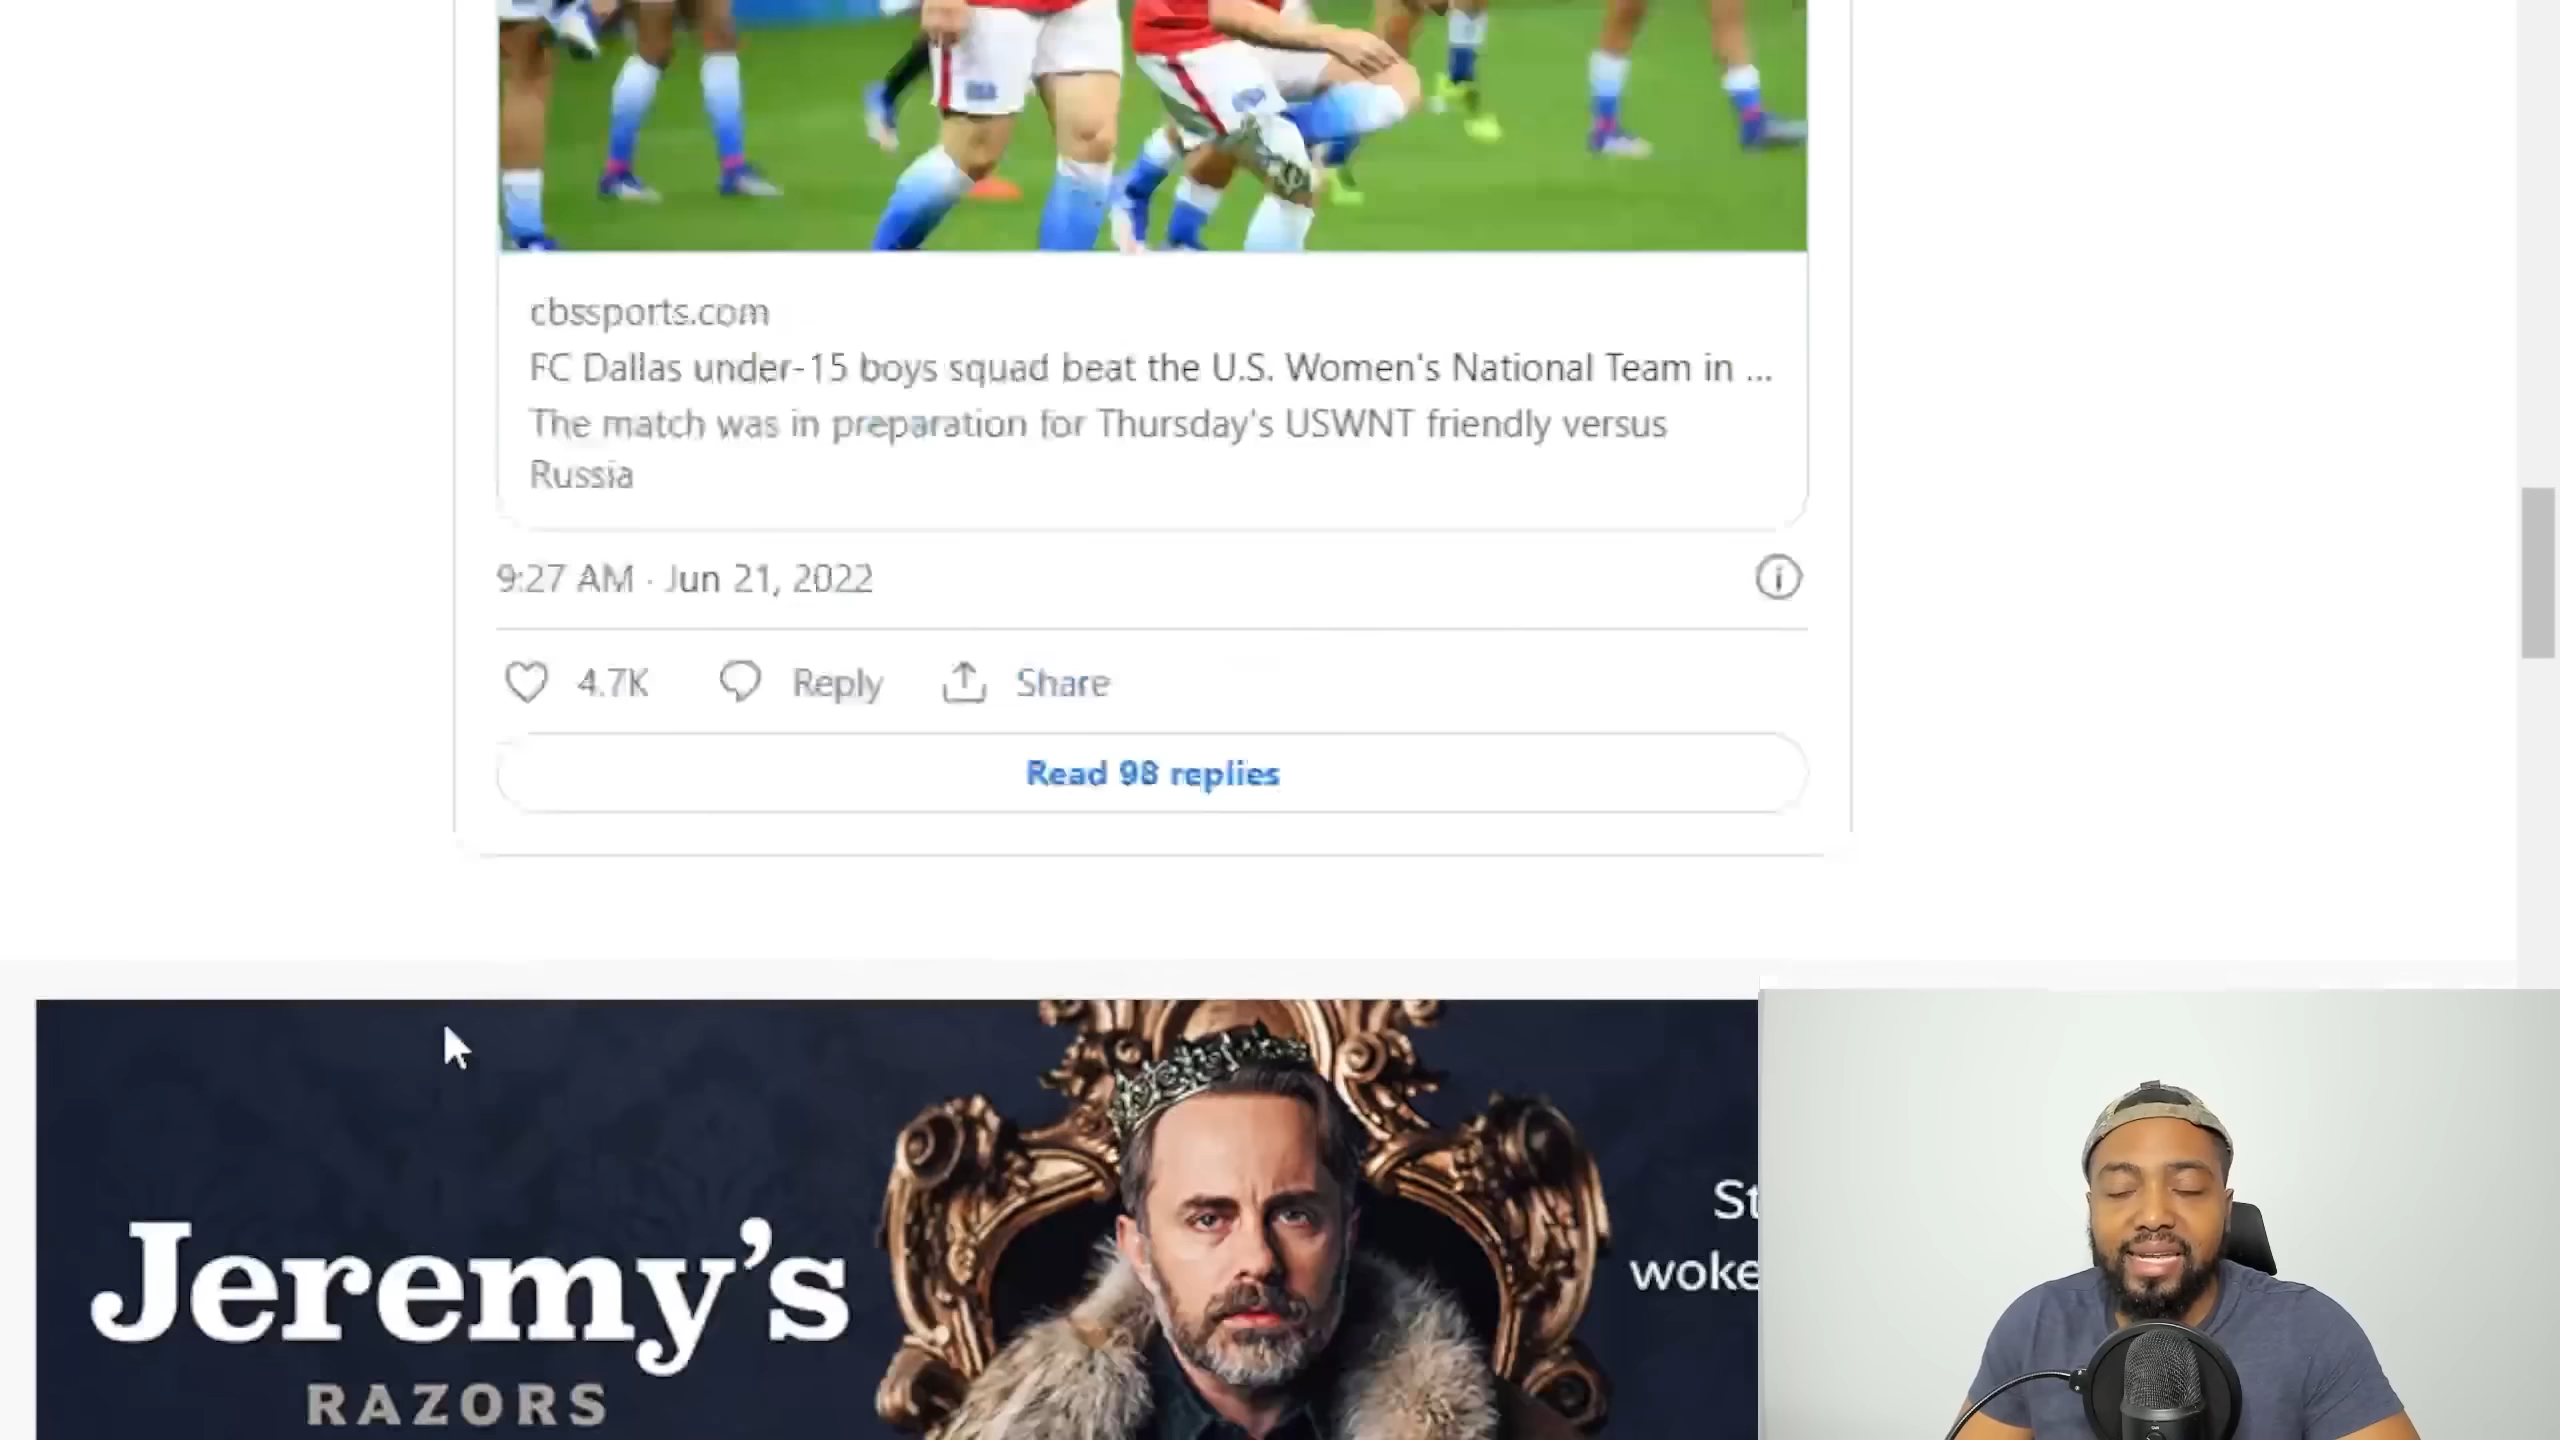 cbssports.com
FC Dallas under-15 boys squad beat the U.S. Women's National Team in ...
The match was in preparation for Thursday's USWNT friendly versus
Russia
9:27 AM · Jun 21, 2022
4.7K Reply Share
Read 98 replies
Jeremy's
RAZORS
St
woke